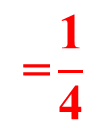 = 1/4